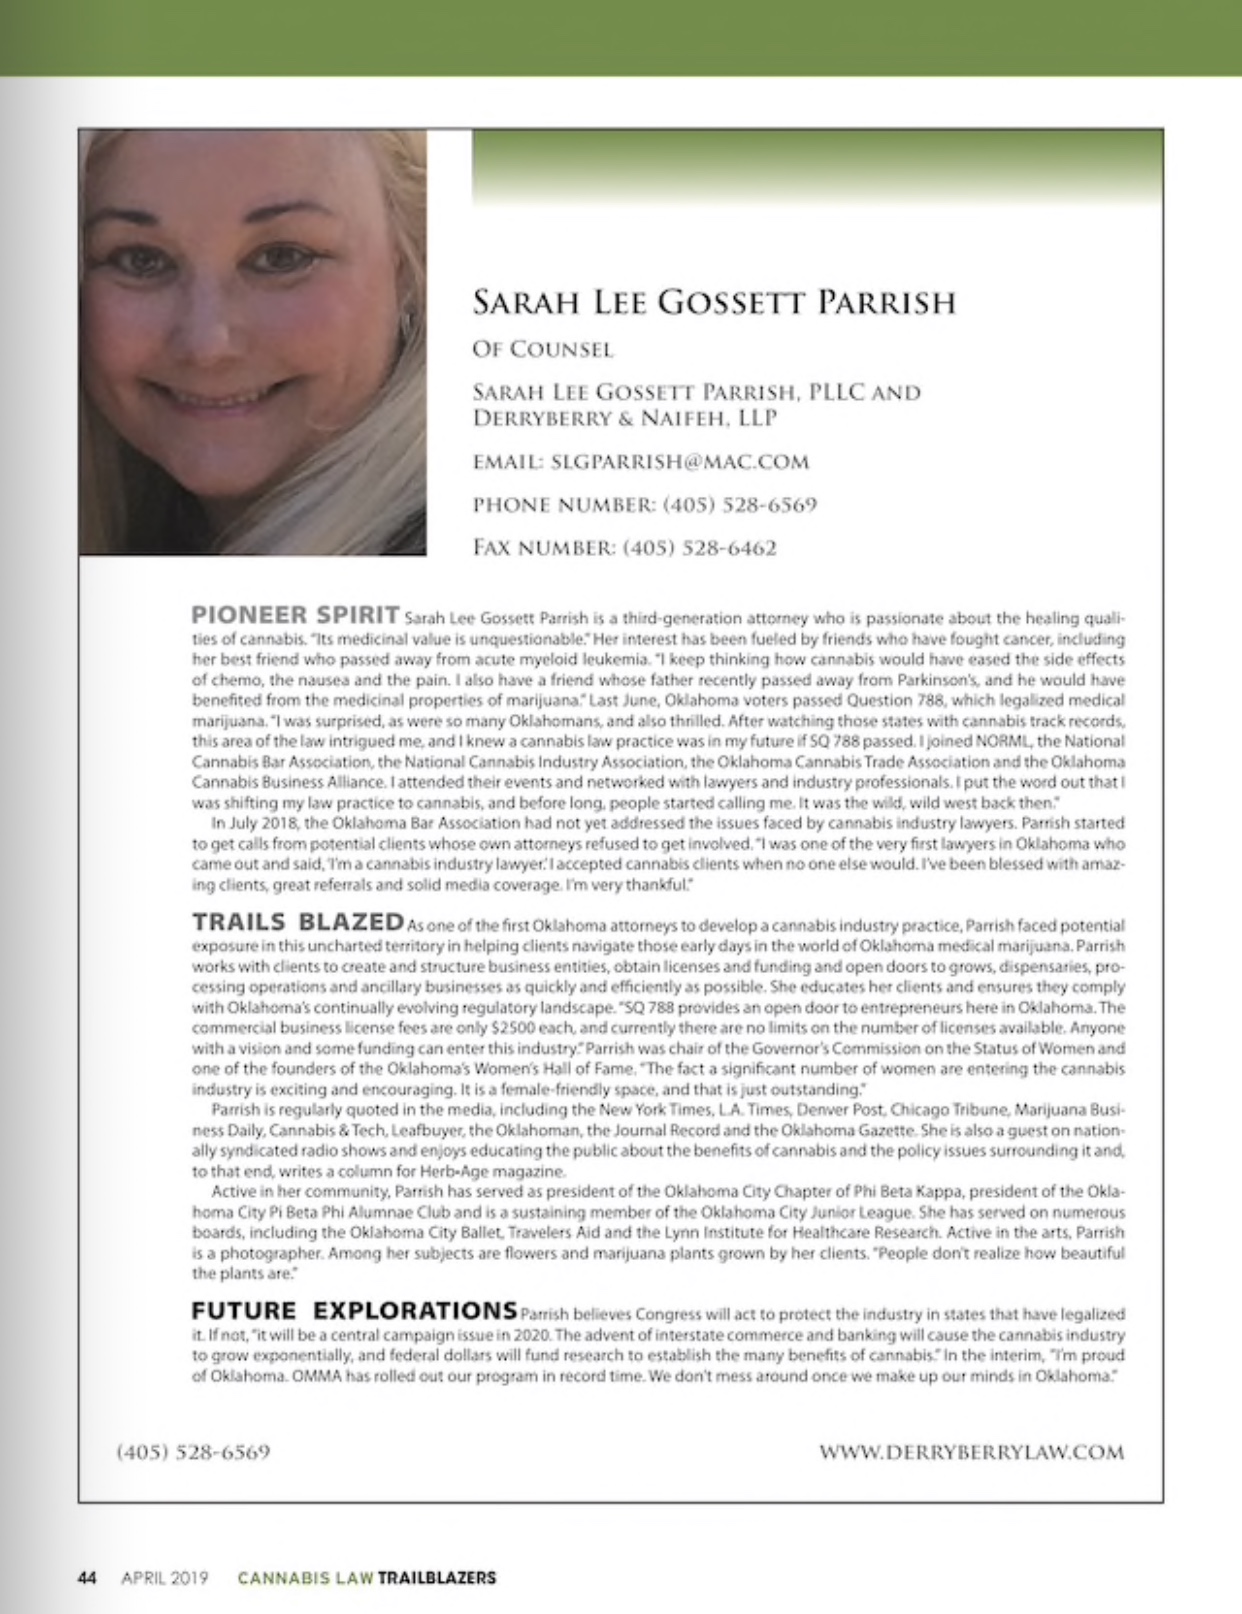 SARAH LEE GOSSETT PARRISH
OF COUNSEL
SARAH LEE GOSSETT PARRISH, PLLC AND
DERRYBERRY & NAIFEH, LLP
EMAIL: SLGPARRISH@MAC.COM
PHONE NUMBER: (405) 528-6569
FAX NUMBER: (405) 528-6462
PIONEER SPIRIT Sarah Lee Gossett Parrish is a third-generation attorney who is passionate about the healing quali-
ties of cannabis. "Its medicinal value is unquestionable." Her interest has been fueled by friends who have fought cancer, including
her best friend who passed away from acute myeloid leukemia. "I keep thinking how cannabis would have eased the side effects
of chemo, the nausea and the pain. I also have a friend whose father recently passed away from Parkinson's, and he would have
benefited from the medicinal properties of marijuana." Last June, Oklahoma voters passed Question 788, which legalized medical
marijuana. "I was surprised, as were so many Oklahomans, and also thrilled. After watching those states with cannabis track records,
this area of the law intrigued me, and I knew a cannabis law practice was in my future if SQ 788 passed. I joined NORML, the National
Cannabis Bar Association, the National Cannabis Industry Association, the Oklahoma Cannabis Trade Association and the Oklahoma
Cannabis Business Alliance. I attended their events and networked with lawyers and industry professionals. I put the word out that I
was shifting my law practice to cannabis, and before long, people started calling me. It was the wild, wild west back then."
In July 2018, the Oklahoma Bar Association had not yet addressed the issues faced by cannabis industry lawyers. Parrish started
to get calls from potential clients whose own attorneys refused to get involved. "I was one of the very first lawyers in Oklahoma who
came out and said, 'I'm a cannabis industry lawyer.' I accepted cannabis clients when no one else would. I've been blessed with amaz-
ing clients, great referrals and solid media coverage. I'm very thankful."
TRAILS BLAZED As one of the first Oklahoma attorneys to develop a cannabis industry practice, Parrish faced potential
exposure in this uncharted territory in helping clients navigate those early days in the world of Oklahoma medical marijuana. Parrish
works with clients to create and structure business entities, obtain licenses and funding and open doors to grows, dispensaries, pro-
cessing operations and ancillary businesses as quickly and efficiently as possible. She educates her clients and ensures they comply
with Oklahoma's continually evolving regulatory landscape. "SQ 788 provides an open door to entrepreneurs here in Oklahoma. The
commercial business license fees are only $2500 each, and currently there are no limits on the number of licenses available. Anyone
with a vision and some funding can enter this industry." Parrish was chair of the Governor's Commission on the Status of Women and
one of the founders of the Oklahoma's Women's Hall of Fame. "The fact a significant number of women are entering the cannabis
industry is exciting and encouraging. It is a female-friendly space, and that is just outstanding."
Parrish is regularly quoted in the media, including the New York Times, L.A. Times, Denver Post, Chicago Tribune, Marijuana Busi-
ness Daily, Cannabis & Tech, Leafbuyer, the Oklahoman, the Journal Record and the Oklahoma Gazette. She is also a guest on nation-
ally syndicated radio shows and enjoys educating the public about the benefits of cannabis and the policy issues surrounding it and,
to that end, writes a column for Herb-Age magazine.
Active in her community, Parrish has served as president of the Oklahoma City Chapter of Phi Beta Kappa, president of the Okla-
homa City Pi Beta Phi Alumnae Club and is a sustaining member of the Oklahoma City Junior League. She has served on numerous
boards, including the Oklahoma City Ballet, Travelers Aid and the Lynn Institute for Healthcare Research. Active in the arts, Parrish
is a photographer. Among her subjects are flowers and marijuana plants grown by her clients. "People don't realize how beautiful
the plants are."
FUTURE EXPLORATIONS Parrish believes Congress will act to protect the industry in states that have legalized
it. If not, "it will be a central campaign issue in 2020. The advent of interstate commerce and banking will cause the cannabis industry
to grow exponentially, and federal dollars will fund research to establish the many benefits of cannabis." In the interim, "I'm proud
of Oklahoma. OMMA has rolled out our program in record time. We don't mess around once we make up our minds in Oklahoma."
(405) 528-6569 WWW.DERRYBERRYLAW.COM
44 APRIL 2019 CANNABIS LAW TRAILBLAZERS